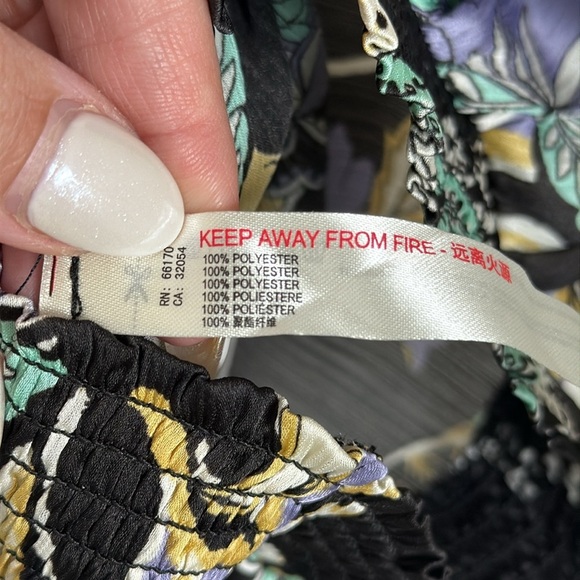 KEEP AWAY FROM FIRE - 远离火源
100% POLYESTER
100% POLYESTER
100% POLYESTER
100% POLIESTERE
100% POLIÉSTER
100% 聚酯纤维
RN: 66170
CA: 32054